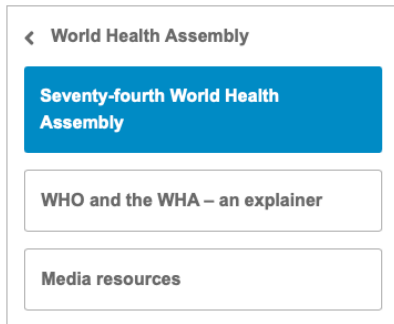 World Health Assembly
Seventy-fourth World Health
Assembly
WHO and the WHA – an explainer
Media resources